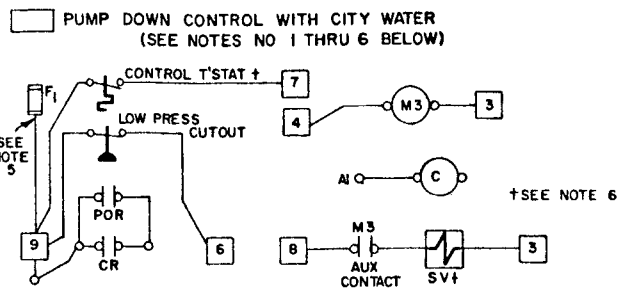 PUMP DOWN CONTROL WITH CITY WATER
(SEE NOTES NO 1 THRU 6 BELOW)
CONTROL T'STAT †
7
F1
M3
3
LOW PRESS
CUTOUT
4
SEE
NOTE
5
A1
C
†SEE NOTE 6
POR
9
CR
6
8
M3
AUX
CONTACT
SV†
3